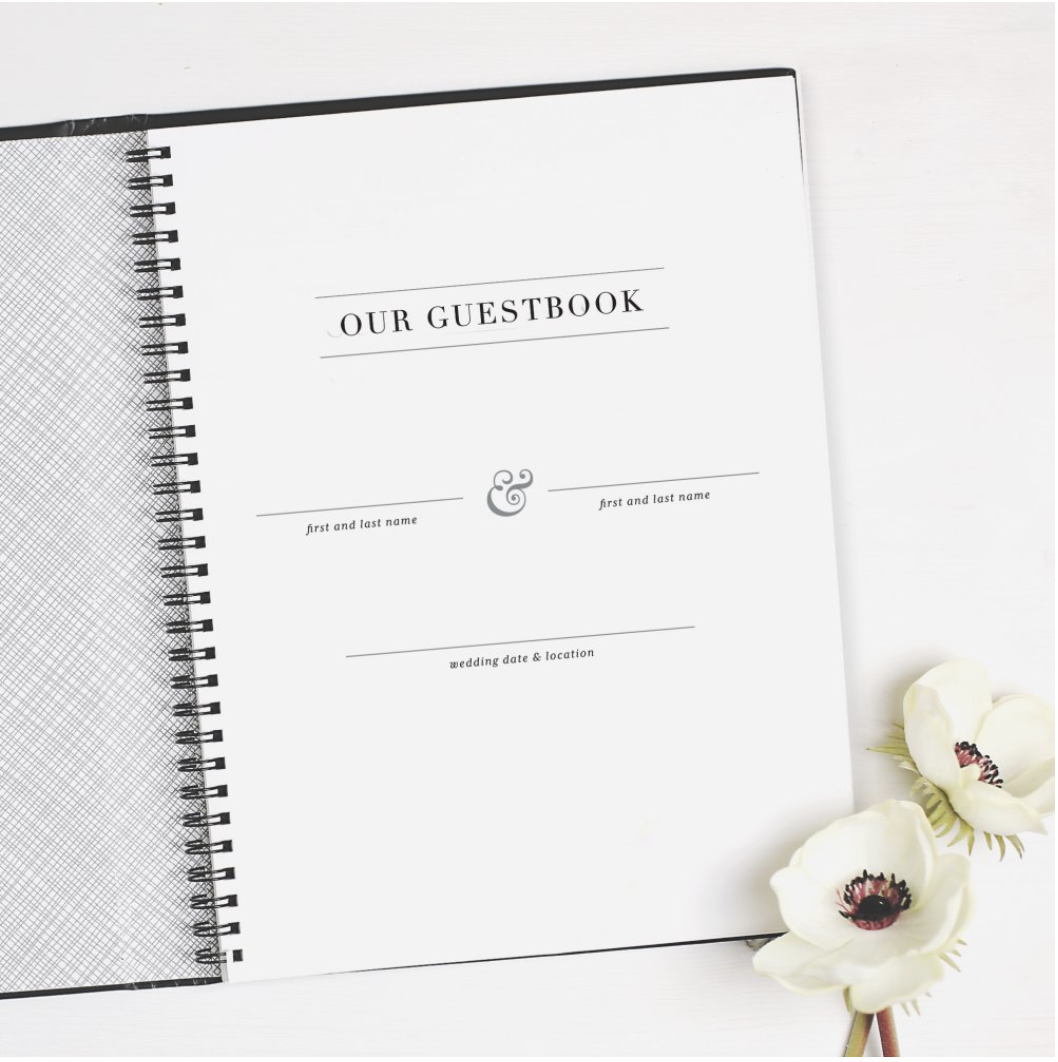 OUR GUESTBOOK
&
first and last name
first and last name
wedding date & location